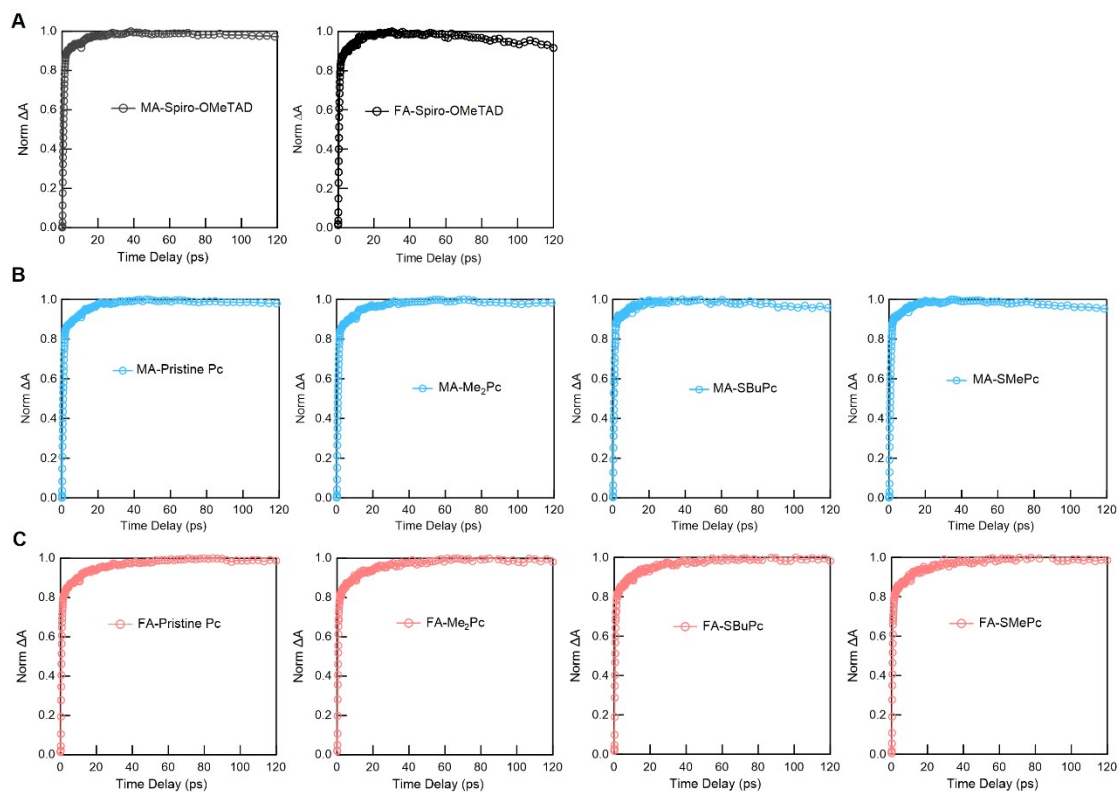 A
1.0
0.8
0.6
0.4
0.2
0.0
Norm ΔA
MA-Spiro-OMeTAD
0 20 40 60 80 100 120
Time Delay (ps)
1.0
0.8
0.6
0.4
0.2
0.0
Norm ΔA
FA-Spiro-OMeTAD
0 20 40 60 80 100 120
Time Delay (ps)
B
1.0
0.8
0.6
0.4
0.2
0.0
Norm ΔA
MA-Pristine Pc
0 20 40 60 80 100 120
Time Delay (ps)
1.0
0.8
0.6
0.4
0.2
0.0
Norm ΔA
MA-Me₂Pc
0 20 40 60 80 100 120
Time Delay (ps)
1.0
0.8
0.6
0.4
0.2
0.0
Norm ΔA
MA-SBuPc
0 20 40 60 80 100 120
Time Delay (ps)
1.0
0.8
0.6
0.4
0.2
0.0
Norm ΔA
MA-SMePc
0 20 40 60 80 100 120
Time Delay (ps)
C
1.0
0.8
0.6
0.4
0.2
0.0
Norm ΔA
FA-Pristine Pc
0 20 40 60 80 100 120
Time Delay (ps)
1.0
0.8
0.6
0.4
0.2
0.0
Norm ΔA
FA-Me₂Pc
0 20 40 60 80 100 120
Time Delay (ps)
1.0
0.8
0.6
0.4
0.2
0.0
Norm ΔA
FA-SBuPc
0 20 40 60 80 100 120
Time Delay (ps)
1.0
0.8
0.6
0.4
0.2
0.0
Norm ΔA
FA-SMePc
0 20 40 60 80 100 120
Time Delay (ps)